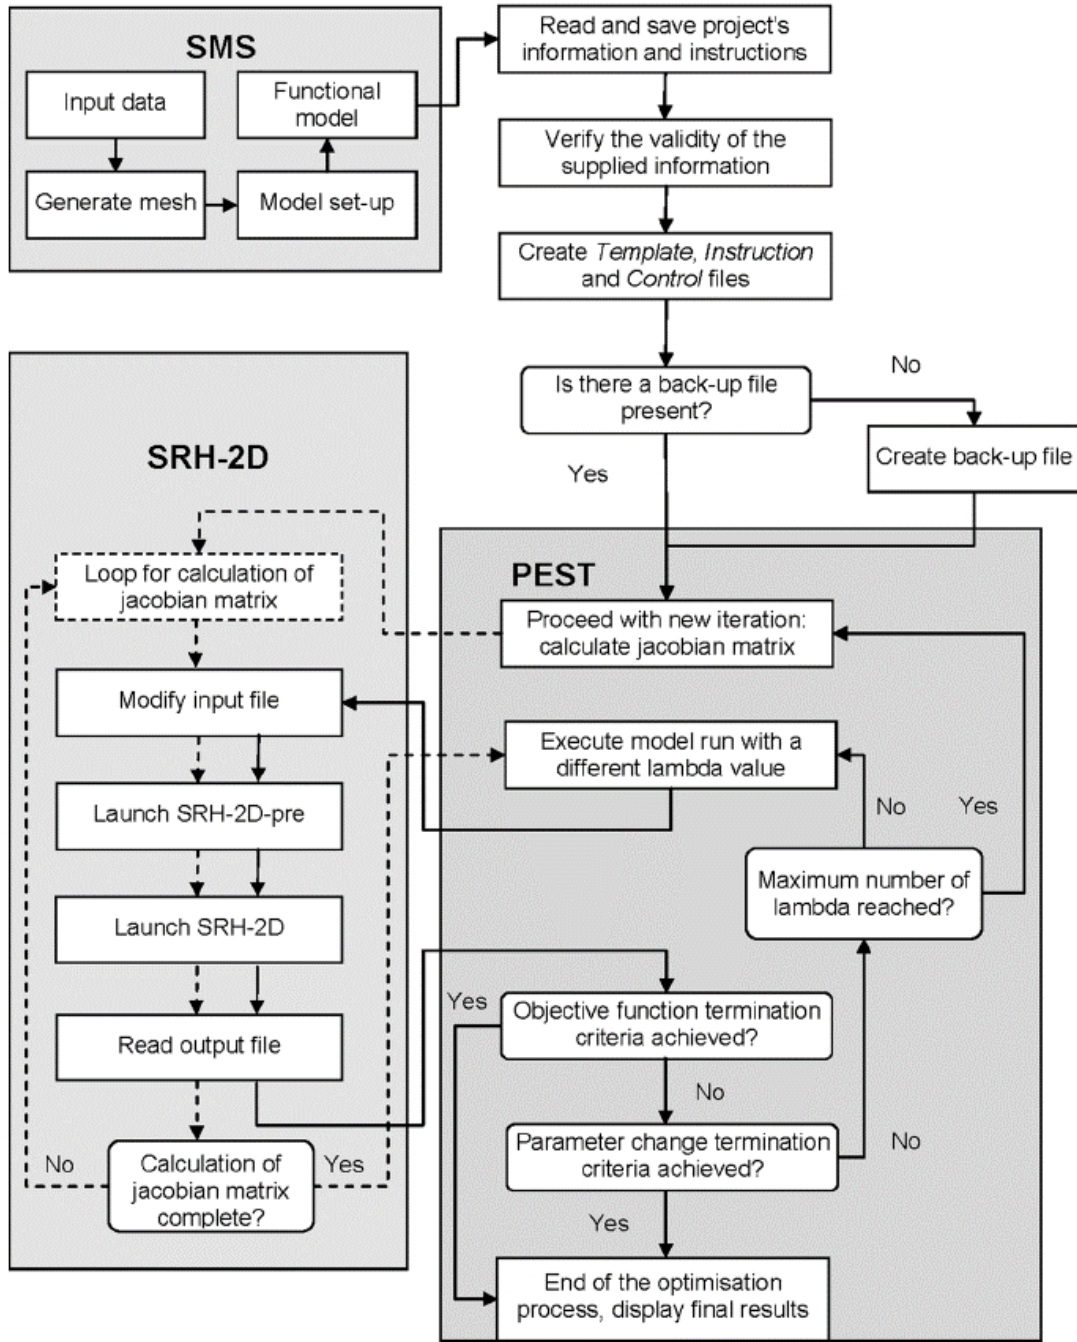 SMS
Input data
Generate mesh
Model set-up
Functional
model
Read and save project's
information and instructions
Verify the validity of the
supplied information
Create Template, Instruction
and Control files
Is there a back-up file
present?
No
Create back-up file
Yes
SRH-2D
Loop for calculation of
jacobian matrix
Modify input file
Launch SRH-2D-pre
Launch SRH-2D
Read output file
Calculation of
jacobian matrix
complete?
No
Yes
PEST
Proceed with new iteration:
calculate jacobian matrix
Execute model run with a
different lambda value
No
Yes
Maximum number of
lambda reached?
Yes
Objective function termination
criteria achieved?
No
Parameter change termination
criteria achieved?
No
Yes
End of the optimisation
process, display final results